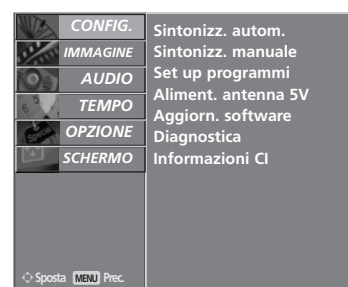 CONFIG.
IMMAGINE
AUDIO
TEMPO
OPZIONE
SCHERMO
Sposta MENU Prec.
Sintonizz. autom.
Sintonizz. manuale
Set up programmi
Aliment. antenna 5V
Aggiorn. software
Diagnostica
Informazioni CI